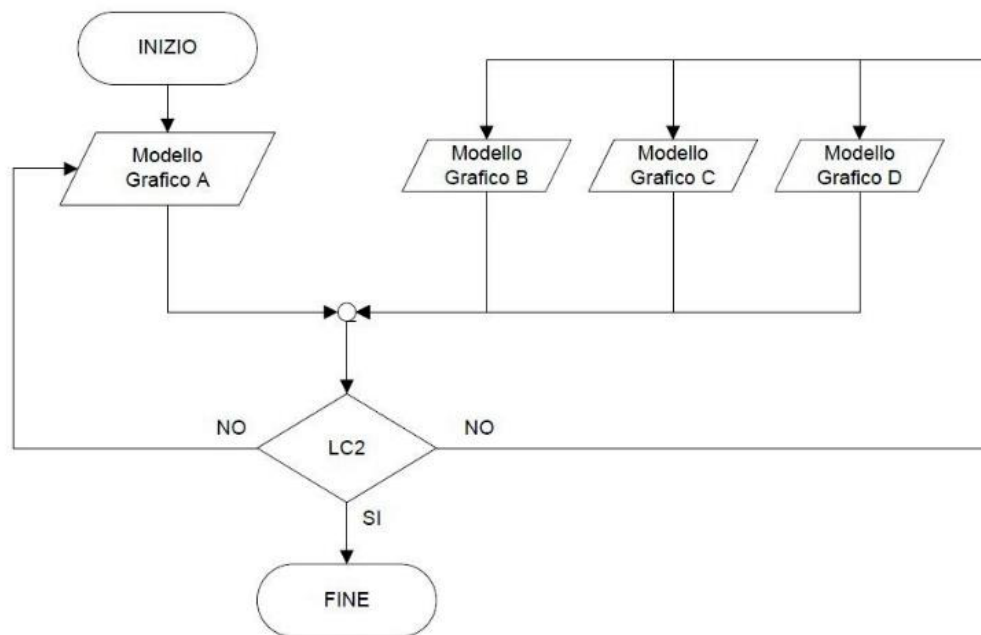 INIZIO
Modello
Grafico A
Modello
Grafico B
Modello
Grafico C
Modello
Grafico D
NO
LC2
NO
SI
FINE